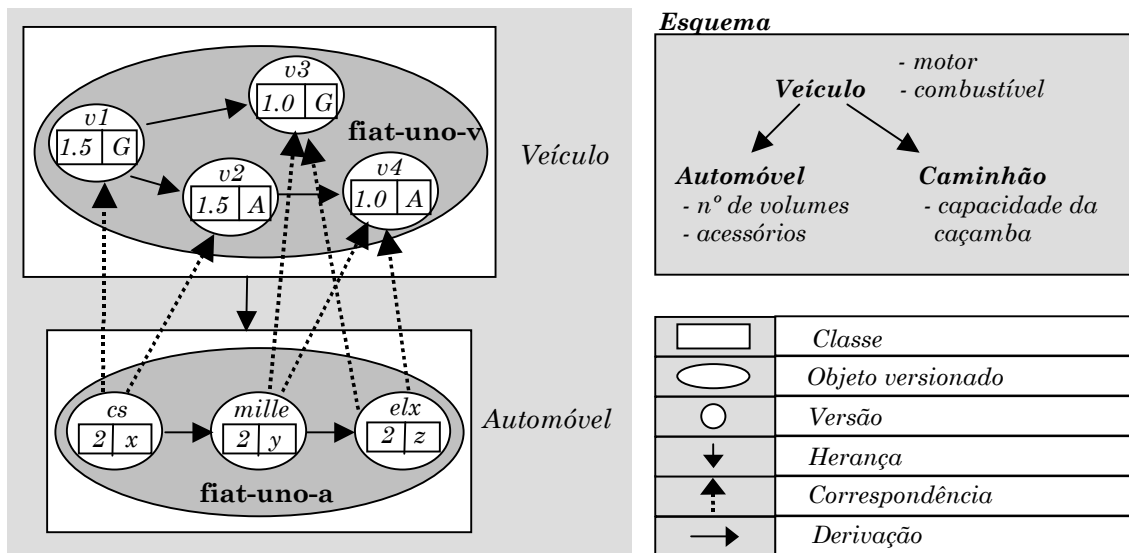 v3
1.0 G
v1
1.5 G
fiat-uno-v
v2
1.5 A
v4
1.0 A
Veículo
cs
2 x
mille
2 y
elx
2 z
Automóvel
fiat-uno-a
Esquema
Veículo
- motor
- combustível
Automóvel
- nº de volumes
- acessórios
Caminhão
- capacidade da
caçamba
Classe
Objeto versionado
Versão
Herança
Correspondência
Derivação